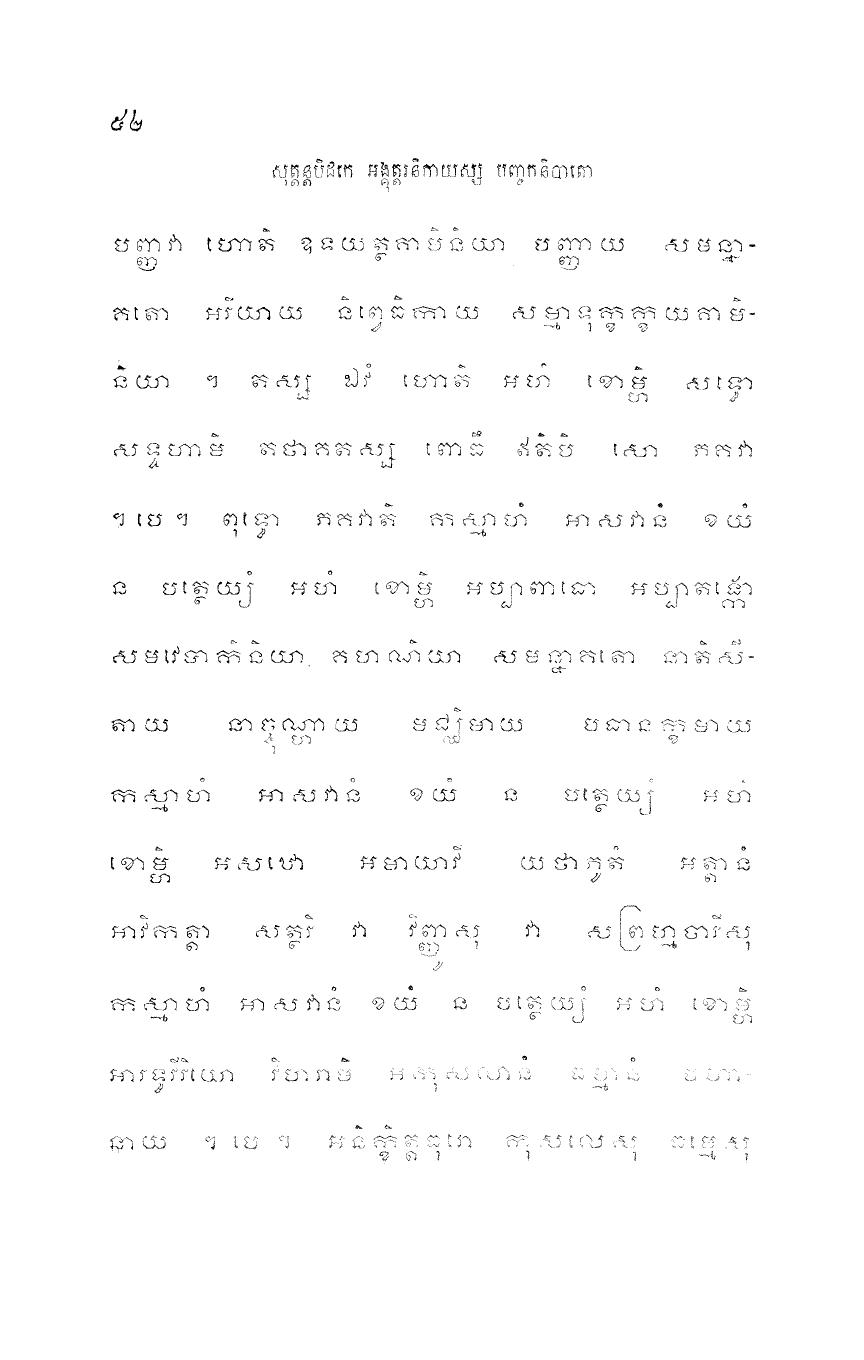 ៥២
សុត្តន្តបិដកេ អង្គុត្តរនិកាយស្ស បញ្ចកនិបាតោ
បញ្ញវា ហោតិ ឧទយត្ថគាមិនិយា បញ្ញាយ សមន្នា-
គតោ អរិយាយ និព្វេធិកាយ សម្មាទុក្ខក្ខយគាមិ-
និយា ។ តស្ស ឯវំ ហោតិ អហំ ខោម្ហិ សទ្ធោ
សទ្ទហាមិ តថាគតស្ស ពោធឹ ឥតិបិ សោ ភគវា
។ បេ ។ ពុទ្ធោ ភគវាតិ កស្មាហំ អាសវានំ ខយំ
ន បត្ថេយ្យំ អហំ ខោម្ហិ អប្បាពាធោ អប្បាតង្កោ
សមវេបាកិនិយា គហណិយា សមន្នាគតោ នាតិសី-
តាយ នាច្ចុណ្ហាយ មជ្ឈិមាយ បធានក្ខមាយ
កស្មាហំ អាសវានំ ខយំ ន បត្ថេយ្យំ អហំ
ខោម្ហិ អសឋោ អមាយាវី យថាភូតំ អត្តានំ
អាវិកត្តា សត្ថរិ វា វិញ្ញូសុ វា សព្រហ្មចារីសុ
កស្មាហំ អាសវានំ ខយំ ន បត្ថេយ្យំ អហំ ខោម្ហិ
អារទ្ធវីរិយោ វិហរាមិ អកុសលានំ ធម្មានំ បហា-
នាយ ។ បេ ។ អនិក្ខិត្តធុរោ កុសលេសុ ធម្មេសុ